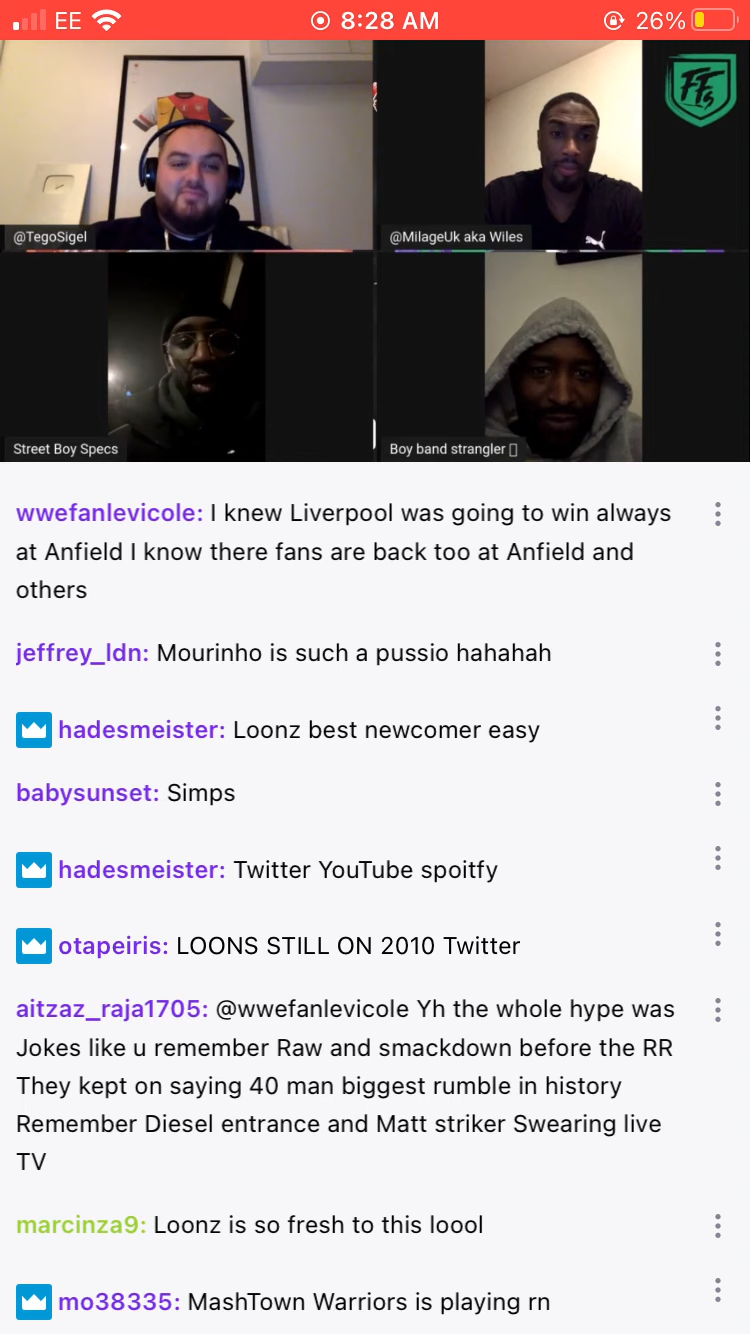 EE 8:28 AM 26%
FFs
@TegoSigel
@MilageUk aka Wiles
Street Boy Specs
Boy band strangler
wwefanlevicole: I knew Liverpool was going to win always
at Anfield I know there fans are back too at Anfield and
others
jeffrey_ldn: Mourinho is such a pussio hahahah
hadesmeister: Loonz best newcomer easy
babysunset: Simps
hadesmeister: Twitter YouTube spoitfy
otapeiris: LOONS STILL ON 2010 Twitter
aitzaz_raja1705: @wwefanlevicole Yh the whole hype was
Jokes like u remember Raw and smackdown before the RR
They kept on saying 40 man biggest rumble in history
Remember Diesel entrance and Matt striker Swearing live
TV
marcinza9: Loonz is so fresh to this loool
mo38335: MashTown Warriors is playing rn